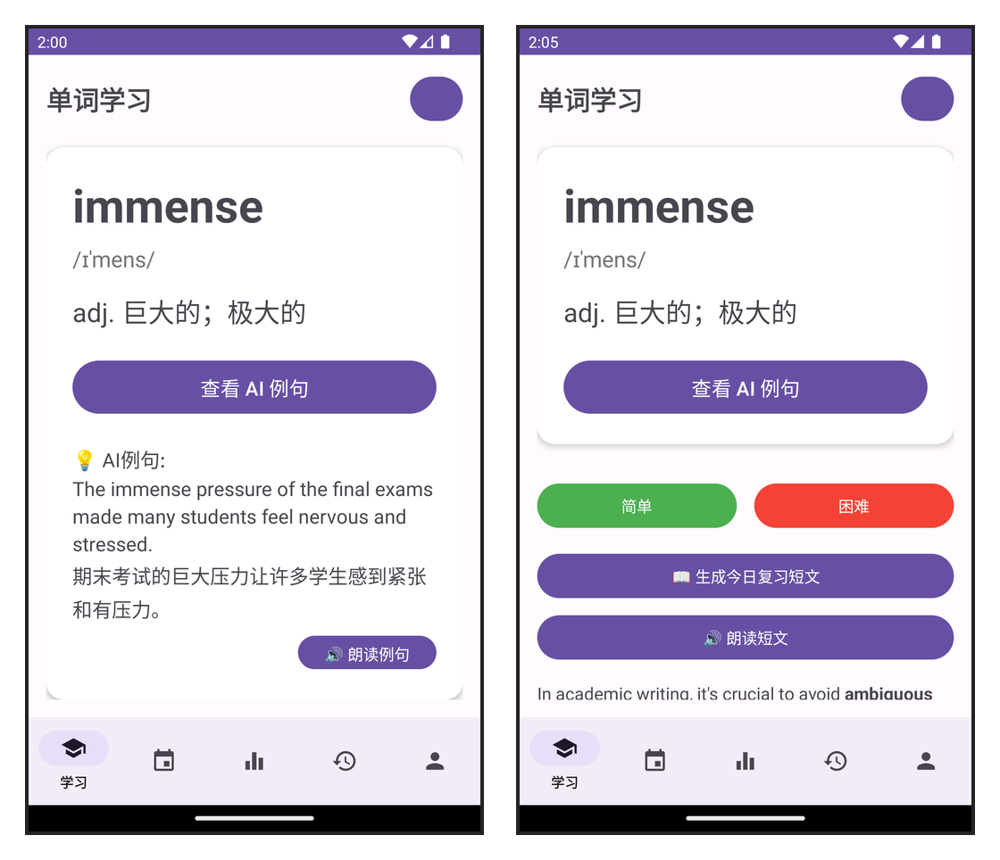 2:00
单词学习
immense
/ɪˈmens/
adj. 巨大的；极大的
查看 AI 例句
💡 AI例句:
The immense pressure of the final exams
made many students feel nervous and
stressed.
期末考试的巨大压力让许多学生感到紧张
和有压力。
🔊 朗读例句
学习
2:05
单词学习
immense
/ɪˈmens/
adj. 巨大的；极大的
查看 AI 例句
简单
困难
📖 生成今日复习短文
🔊 朗读短文
In academic writing, it's crucial to avoid ambiguous
学习